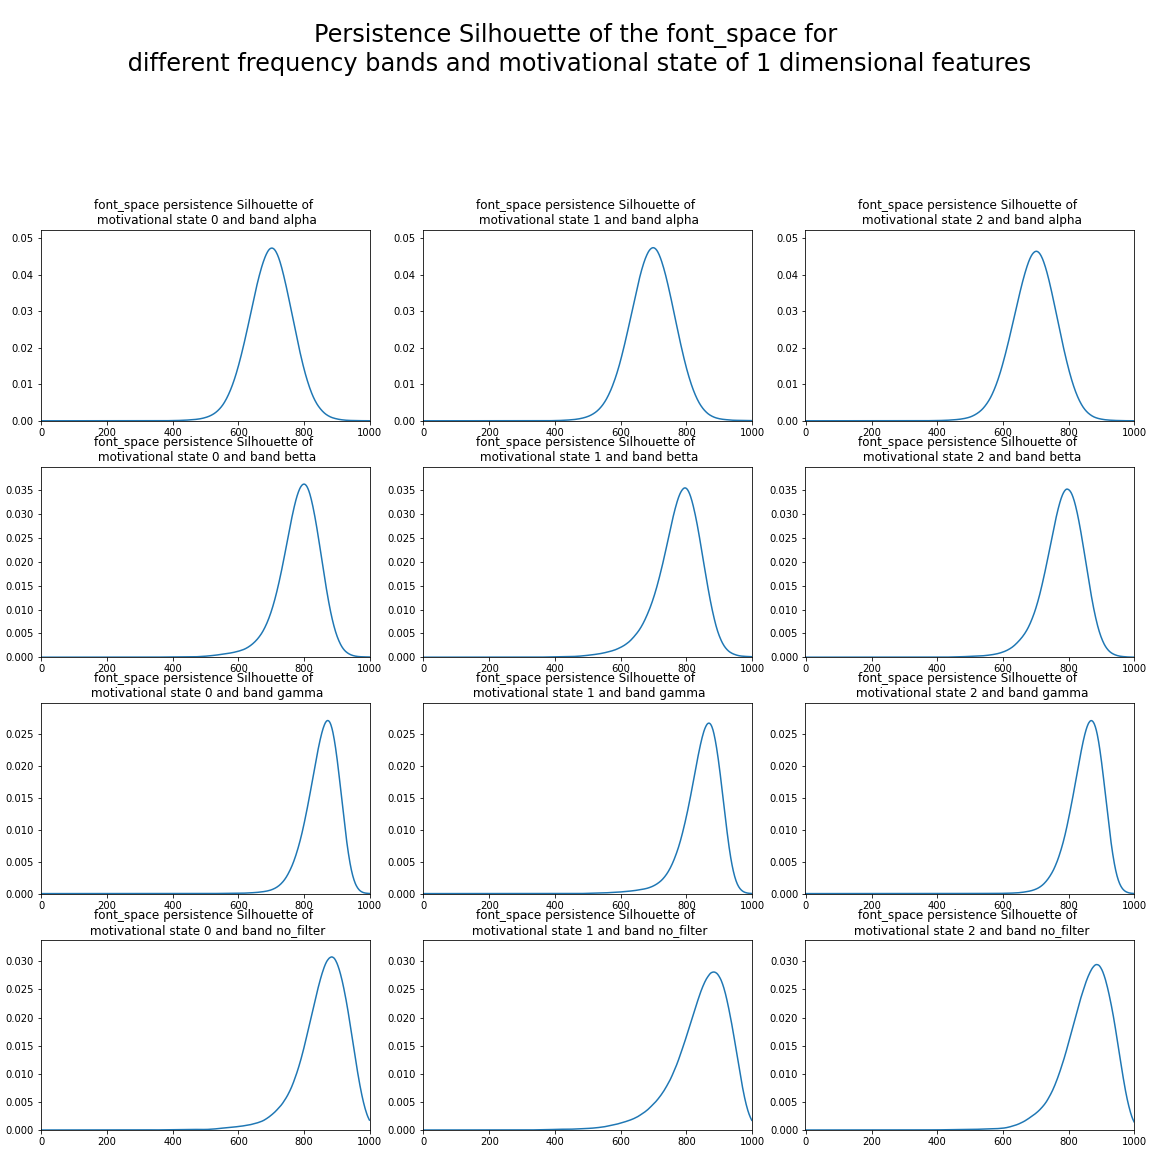 Persistence Silhouette of the font_space for
different frequency bands and motivational state of 1 dimensional features
font_space persistence Silhouette of
motivational state 0 and band alpha
0.05
0.04
0.03
0.02
0.01
0.00
0 200 400 600 800 1000
font_space persistence Silhouette of
motivational state 1 and band alpha
0.05
0.04
0.03
0.02
0.01
0.00
0 200 400 600 800 1000
font_space persistence Silhouette of
motivational state 2 and band alpha
0.05
0.04
0.03
0.02
0.01
0.00
0 200 400 600 800 1000
font_space persistence Silhouette of
motivational state 0 and band betta
0.035
0.030
0.025
0.020
0.015
0.010
0.005
0.000
0 200 400 600 800 1000
font_space persistence Silhouette of
motivational state 1 and band betta
0.035
0.030
0.025
0.020
0.015
0.010
0.005
0.000
0 200 400 600 800 1000
font_space persistence Silhouette of
motivational state 2 and band betta
0.035
0.030
0.025
0.020
0.015
0.010
0.005
0.000
0 200 400 600 800 1000
font_space persistence Silhouette of
motivational state 0 and band gamma
0.025
0.020
0.015
0.010
0.005
0.000
0 200 400 600 800 1000
font_space persistence Silhouette of
motivational state 1 and band gamma
0.025
0.020
0.015
0.010
0.005
0.000
0 200 400 600 800 1000
font_space persistence Silhouette of
motivational state 2 and band gamma
0.025
0.020
0.015
0.010
0.005
0.000
0 200 400 600 800 1000
font_space persistence Silhouette of
motivational state 0 and band no_filter
0.030
0.025
0.020
0.015
0.010
0.005
0.000
0 200 400 600 800 1000
font_space persistence Silhouette of
motivational state 1 and band no_filter
0.030
0.025
0.020
0.015
0.010
0.005
0.000
0 200 400 600 800 1000
font_space persistence Silhouette of
motivational state 2 and band no_filter
0.030
0.025
0.020
0.015
0.010
0.005
0.000
0 200 400 600 800 1000